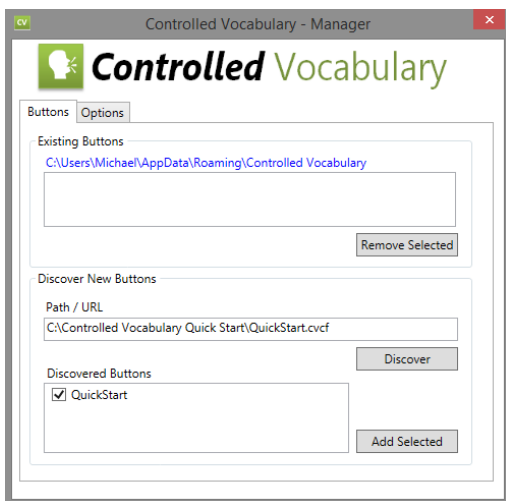 CV
Controlled Vocabulary - Manager
Controlled Vocabulary
Buttons Options
Existing Buttons
C:\Users\Michael\AppData\Roaming\Controlled Vocabulary
Remove Selected
Discover New Buttons
Path / URL
C:\Controlled Vocabulary Quick Start\QuickStart.cvcf
Discover
Discovered Buttons
QuickStart
Add Selected